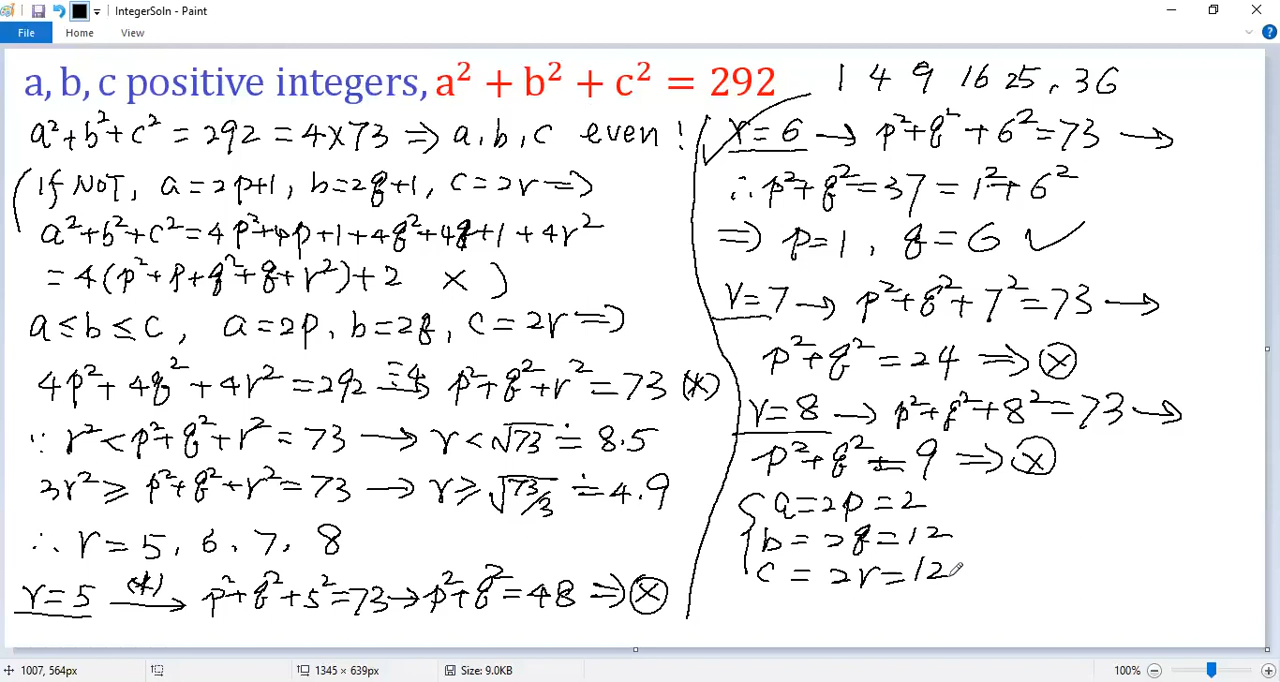 IntegerSoln - Paint
File Home View
a, b, c positive integers, a² + b² + c² = 292
a²+b²+c² = 292 = 4×73 ⇒ a, b, c even !
(If NOT, a=2p+1, b=2q+1, c=2r ⇒
a²+b²+c² = 4p²+4p+1+4q²+4q+1+4r²
= 4(p²+p+q²+q+r²)+2 ×)
a≤b≤c, a=2p, b=2q, c=2r ⇒
4p²+4q²+4r²=292 ÷4→ p²+q²+r²=73 (*)
∵ r²<p²+q²+r²=73 → r<√73≐8.5
3r²≥p²+q²+r²=73 → r≥√73/3≐4.9
∴ r=5, 6, 7, 8
r=5 (*)→ p²+q²+5²=73→p²+q²=48 ⇒ⓧ
1 4 9 16 25, 36
√ r=6 → p²+q²+6²=73 →
∴ p²+q²=37=1²+6²
⇒ p=1, q=6 ✓
r=7 → p²+q²+7²=73 →
p²+q²=24 ⇒ⓧ
r=8 → p²+q²+8²=73 →
p²+q²=9 ⇒ⓧ
{ a=2p=2
b=2q=12
c=2r=12
1007, 564px 1345 × 639px Size: 9.0KB 100%